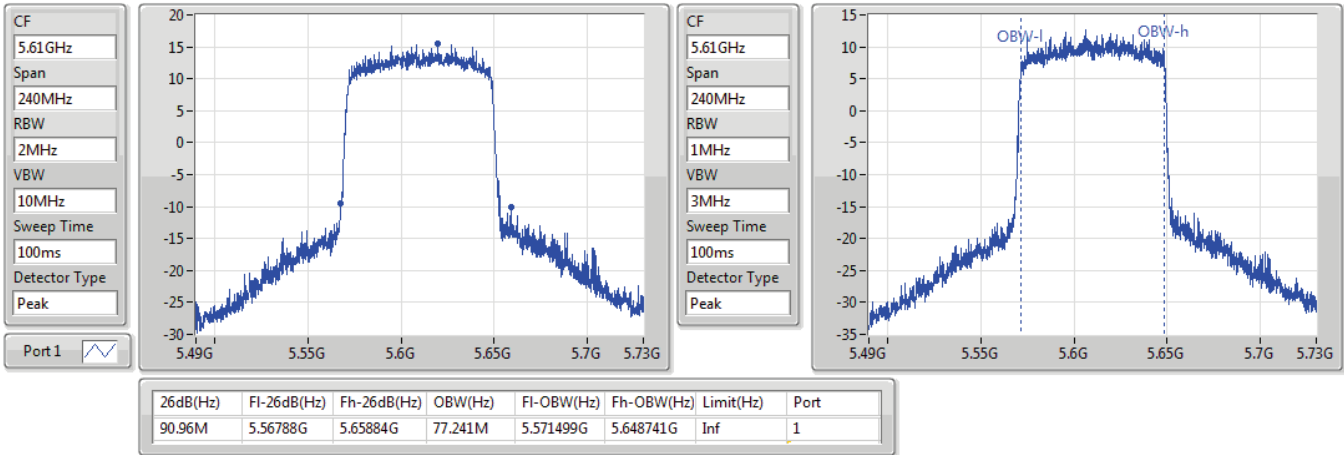 CF
5.61GHz
Span
240MHz
RBW
2MHz
VBW
10MHz
Sweep Time
100ms
Detector Type
Peak
Port 1
20
15
10
5
0
-5
-10
-15
-20
-25
-30
5.49G 5.55G 5.6G 5.65G 5.7G 5.73G
CF
5.61GHz
Span
240MHz
RBW
1MHz
VBW
3MHz
Sweep Time
100ms
Detector Type
Peak
15
10
5
0
-5
-10
-15
-20
-25
-30
-35
OBW-l OBW-h
5.49G 5.55G 5.6G 5.65G 5.7G 5.73G
26dB(Hz) Fl-26dB(Hz) Fh-26dB(Hz) OBW(Hz) Fl-OBW(Hz) Fh-OBW(Hz) Limit(Hz) Port
90.96M 5.56788G 5.65884G 77.241M 5.571499G 5.648741G Inf 1